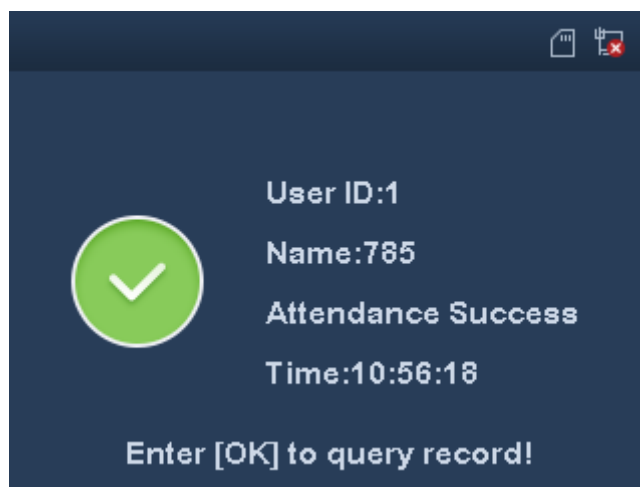 User ID:1
Name:785
Attendance Success
Time:10:56:18
Enter [OK] to query record!